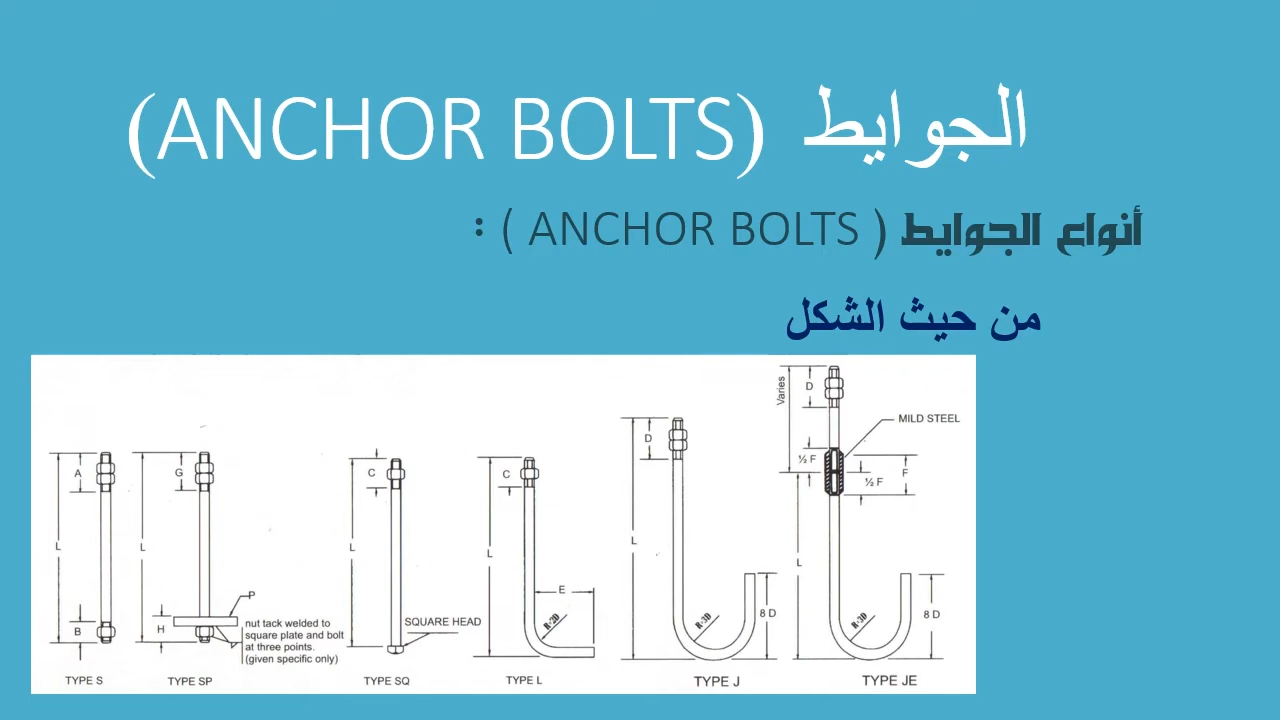 الجوايط (ANCHOR BOLTS)
أنواع الجوايط ( ANCHOR BOLTS ) :
من حيث الشكل
A
L
B
TYPE S
G
L
H
P
nut tack welded to
square plate and bolt
at three points.
(given specific only)
TYPE SP
C
L
SQUARE HEAD
TYPE SQ
C
L
E
R-2D
TYPE L
D
L
R-3D
8 D
TYPE J
Varies
D
MILD STEEL
½ F
F
½ F
L
R-3D
8 D
TYPE JE